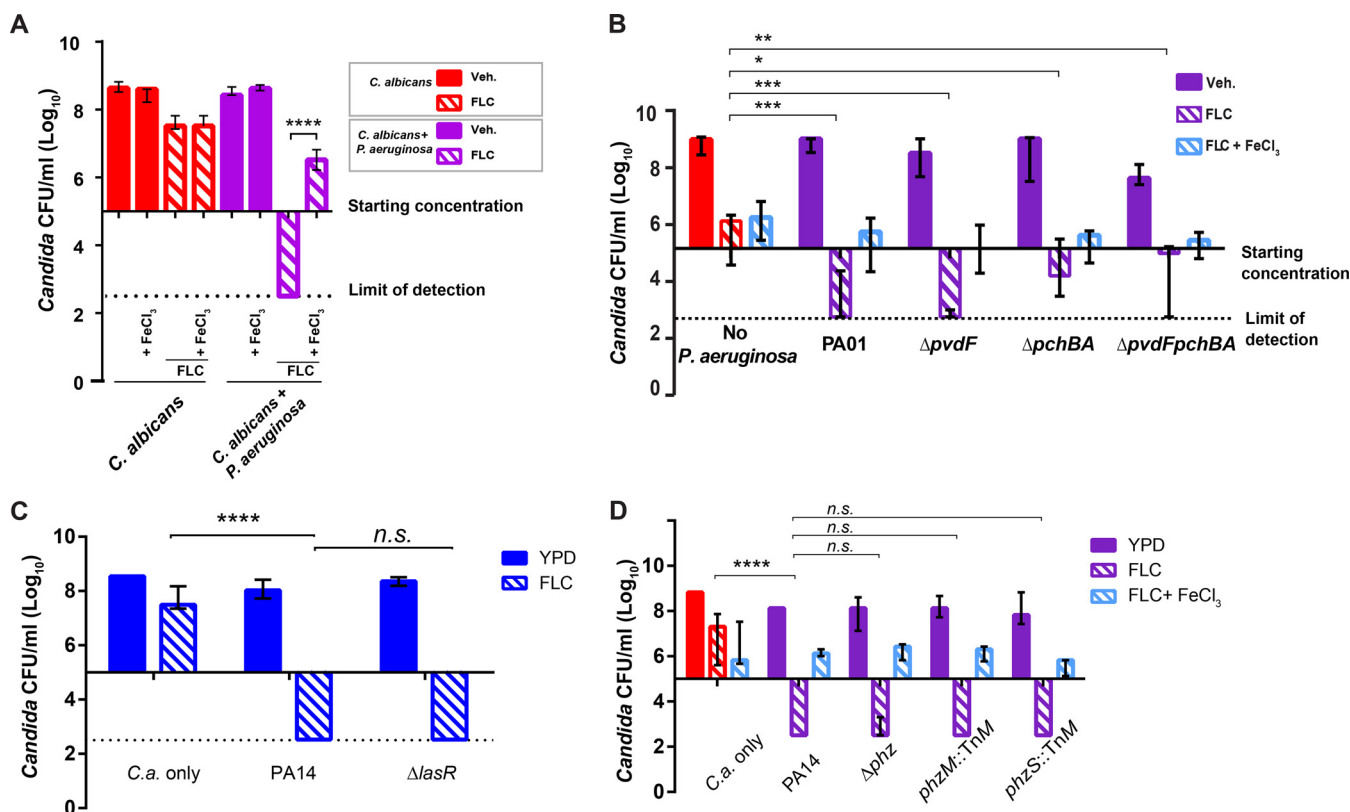 A
Candida CFU/ml (Log10)
10
8
6
4
2
0
+ FeCl3
+ FeCl3
+ FeCl3
+ FeCl3
FLC
FLC
C. albicans
C. albicans +
P. aeruginosa
****
C. albicans
Veh.
FLC
C. albicans+
P. aeruginosa
Veh.
FLC
Starting concentration
Limit of detection
B
Candida CFU/ml (Log10)
10
8
6
4
2
0
**
*
***
***
Veh.
FLC
FLC + FeCl3
Starting
concentration
Limit of
detection
No
P. aeruginosa
PA01
ΔpvdF
ΔpchBA
ΔpvdFpchBA
C
Candida CFU/ml (Log10)
10
8
6
4
2
0
****
n.s.
YPD
FLC
C.a. only
PA14
ΔlasR
D
Candida CFU/ml (Log10)
10
8
6
4
2
0
n.s.
n.s.
n.s.
****
YPD
FLC
FLC+ FeCl3
C.a. only
PA14
Δphz
phzM::TnM
phzS::TnM